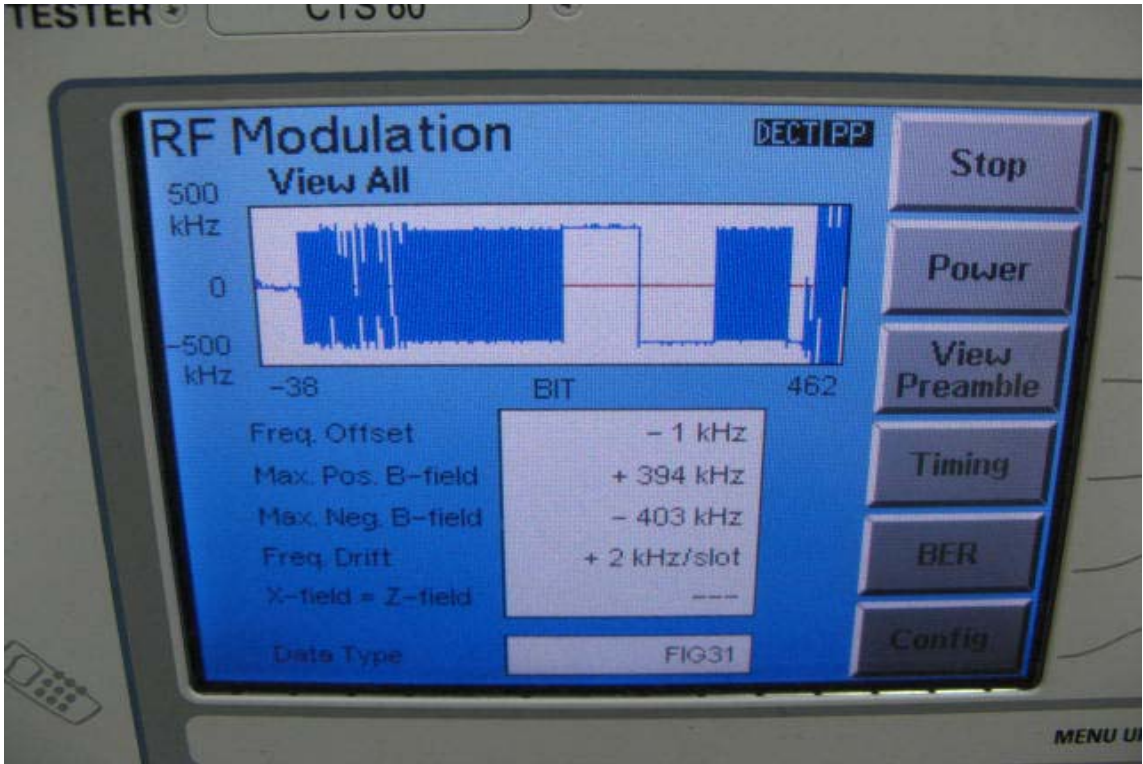 TESTER
CTS 60
RF Modulation
DECT PP
View All
500
kHz
0
-500
kHz
-38
BIT
462
Freq. Offset
- 1 kHz
Max. Pos. B-field
+ 394 kHz
Max. Neg. B-field
- 403 kHz
Freq. Drift
+ 2 kHz/slot
X-field = Z-field
---
Data Type
FIG31
Stop
Power
View
Preamble
Timing
BER
Config
MENU U